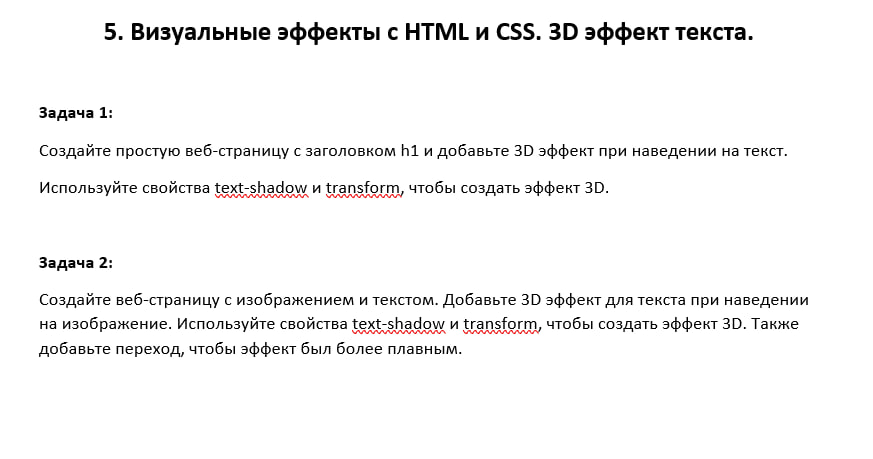 5. Визуальные эффекты с HTML и CSS. 3D эффект текста.
Задача 1:
Создайте простую веб-страницу с заголовком h1 и добавьте 3D эффект при наведении на текст.
Используйте свойства text-shadow и transform, чтобы создать эффект 3D.
Задача 2:
Создайте веб-страницу с изображением и текстом. Добавьте 3D эффект для текста при наведении
на изображение. Используйте свойства text-shadow и transform, чтобы создать эффект 3D. Также
добавьте переход, чтобы эффект был более плавным.